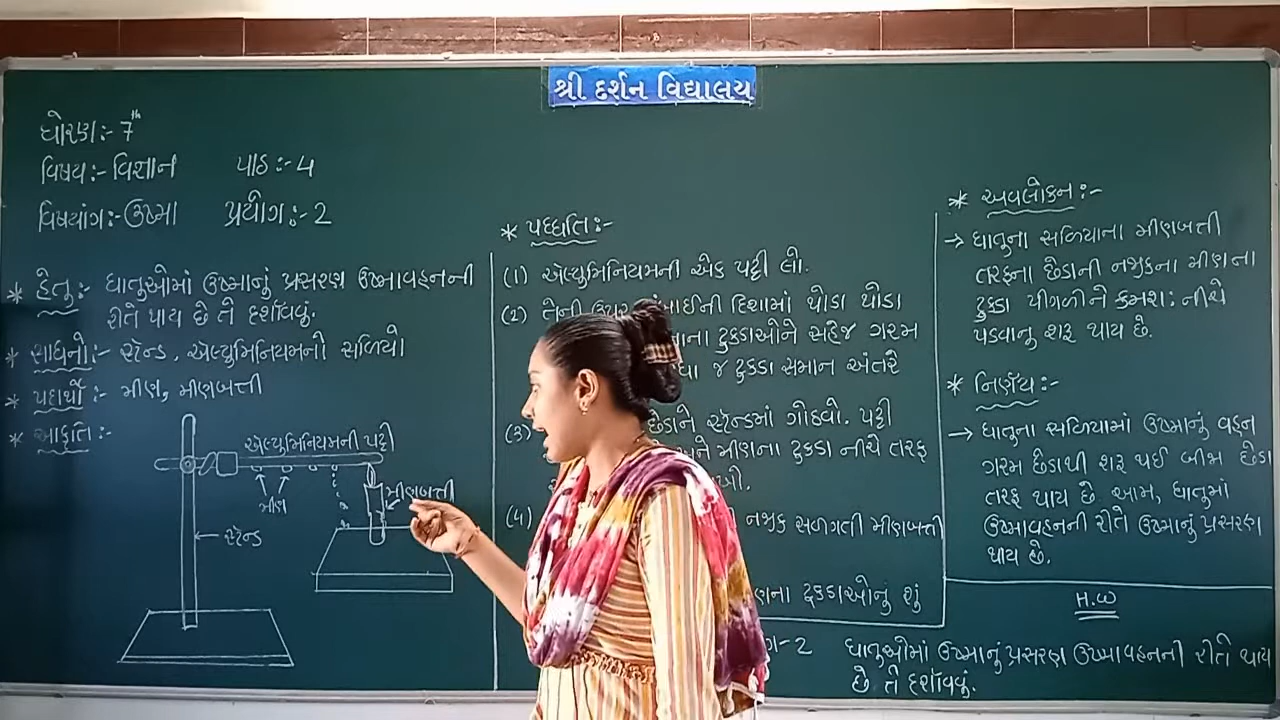 શ્રી દર્શન વિદ્યાલય
ધોરણ:- 7th
વિષય:- વિજ્ઞાન પાઠ:- 4
વિષયાંગ:- ઉષ્મા પ્રયોગ:- 2
* હેતુ:- ધાતુઓમાં ઉષ્માનું પ્રસરણ ઉષ્માવહનની
રીતે થાય છે તે દર્શાવવું.
* સાધનો:- સ્ટેન્ડ, એલ્યુમિનિયમનો સળિયો
* પદાર્થો:- મીણ, મીણબત્તી
* આકૃતિ:-
એલ્યુમિનિયમની પટ્ટી
મીણ
મીણબત્તી
સ્ટેન્ડ
* પધ્ધતિ:-
(1) એલ્યુમિનિયમની એક પટ્ટી લો.
(2) તેની ઉપર દિશામાં થોડા થોડા
ટુકડાઓને સહેજ ગરમ
જ ટુકડા સમાન અંતરે
(3) છેડાને સ્ટેન્ડમાં ગોઠવો. પટ્ટી
અને મીણના ટુકડા નીચે તરફ
(4) નજીક સળગતી મીણબત્તી
ટુકડાઓનું શું
* અવલોકન:-
→ ધાતુના સળિયાના મીણબત્તી
તરફના છેડાની નજીકના મીણના
ટુકડા પીગળીને ક્રમશ: નીચે
પડવાનું શરૂ થાય છે.
* નિર્ણય:-
→ ધાતુના સળિયામાં ઉષ્માનું વહન
ગરમ છેડાથી શરૂ થઈ બીજા છેડા
તરફ થાય છે. આમ, ધાતુમાં
ઉષ્માવહનની રીતે ઉષ્માનું પ્રસરણ
થાય છે.
H.W
2 ધાતુઓમાં ઉષ્માનું પ્રસરણ ઉષ્માવહનની રીતે થાય
છે તે દર્શાવવું.